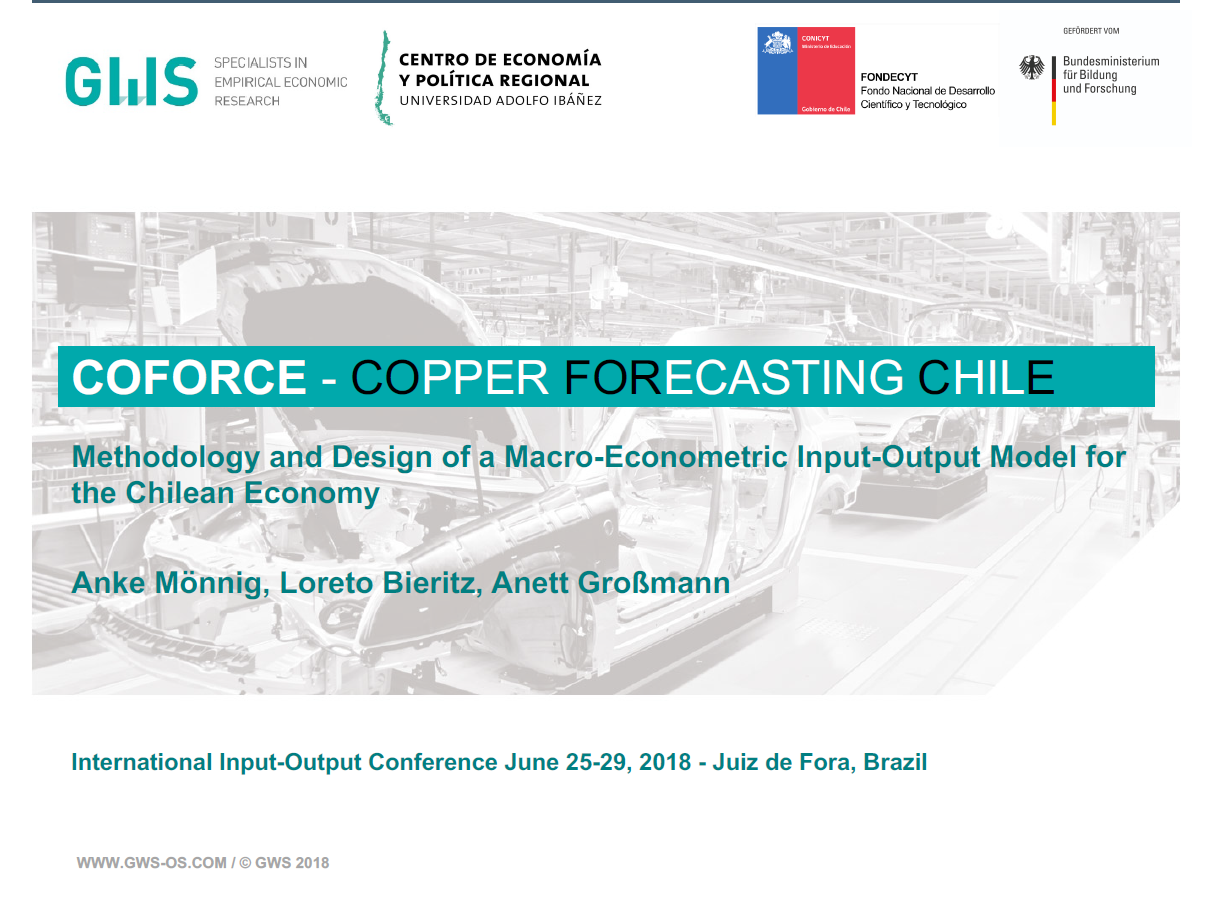 GWS
SPECIALISTS IN
EMPIRICAL ECONOMIC
RESEARCH
CENTRO DE ECONOMÍA
Y POLÍTICA REGIONAL
UNIVERSIDAD ADOLFO IBÁÑEZ
CONICYT
Ministerio de Educación
Gobierno de Chile
FONDECYT
Fondo Nacional de Desarrollo
Científico y Tecnológico
GEFÖRDERT VOM
Bundesministerium
für Bildung
und Forschung
COFORCE - COPPER FORECASTING CHILE
Methodology and Design of a Macro-Econometric Input-Output Model for
the Chilean Economy
Anke Mönnig, Loreto Bieritz, Anett Großmann
International Input-Output Conference June 25-29, 2018 - Juiz de Fora, Brazil
WWW.GWS-OS.COM / © GWS 2018